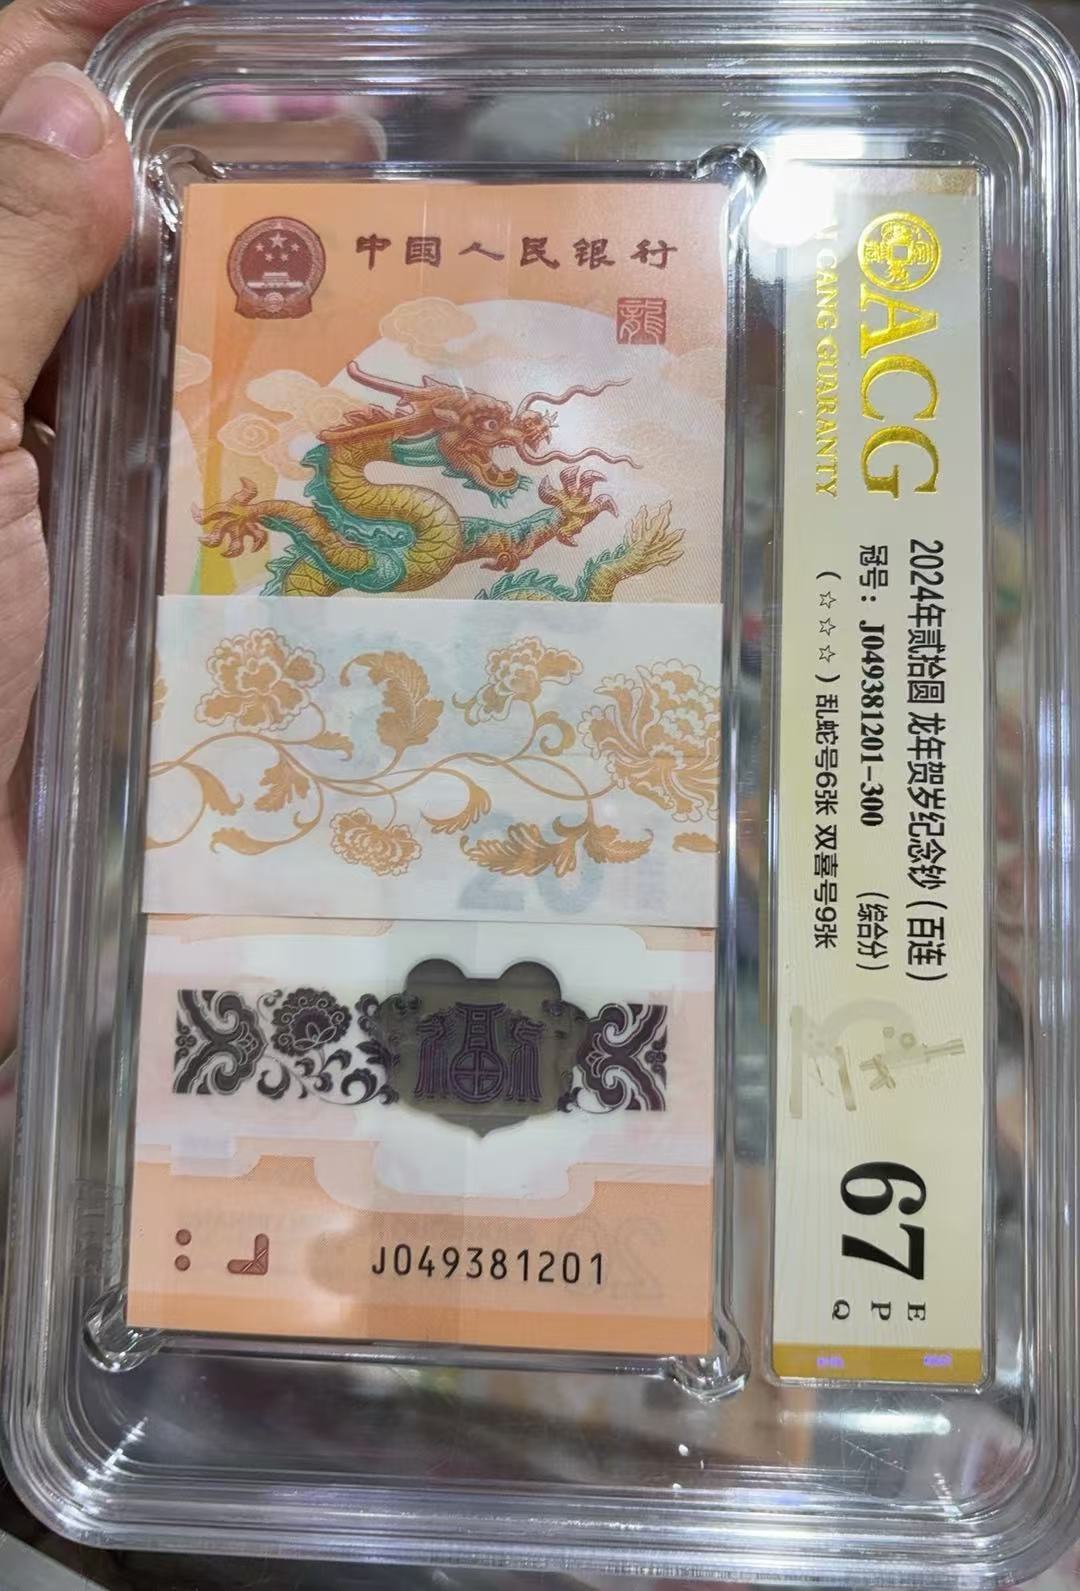 中国人民银行
龍
J049381201
ACG
CANG GUARANTY
2024年贰拾圆 龙年贺岁纪念钞（百连）
冠号：J049381201-300 （综合分）
（☆☆☆☆）乱蛇号6张 双喜号9张
67
E
P
Q